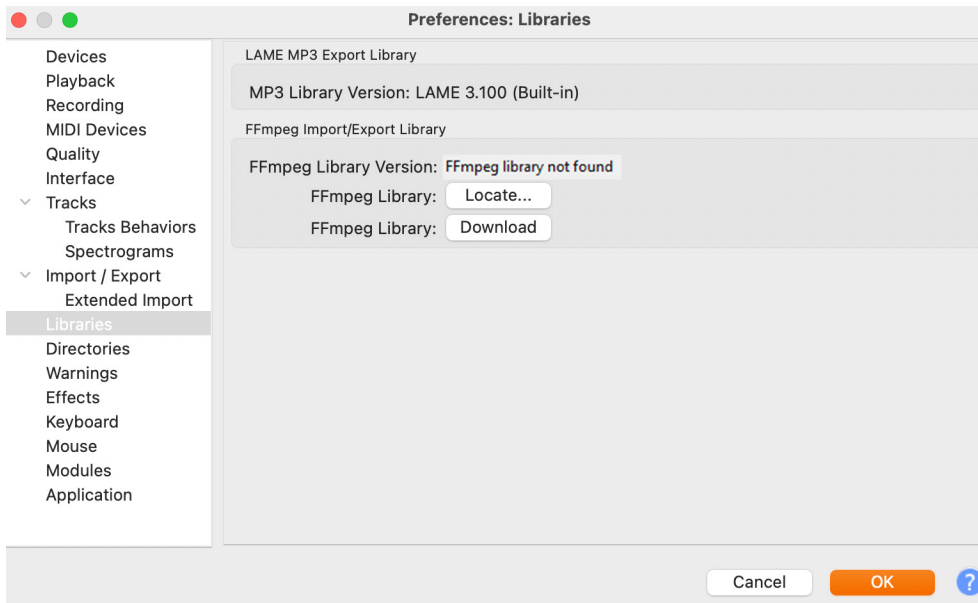 Preferences: Libraries
Devices
Playback
Recording
MIDI Devices
Quality
Interface
Tracks
Tracks Behaviors
Spectrograms
Import / Export
Extended Import
Libraries
Directories
Warnings
Effects
Keyboard
Mouse
Modules
Application
LAME MP3 Export Library
MP3 Library Version: LAME 3.100 (Built-in)
FFmpeg Import/Export Library
FFmpeg Library Version: FFmpeg library not found
FFmpeg Library: Locate...
FFmpeg Library: Download
Cancel OK ?